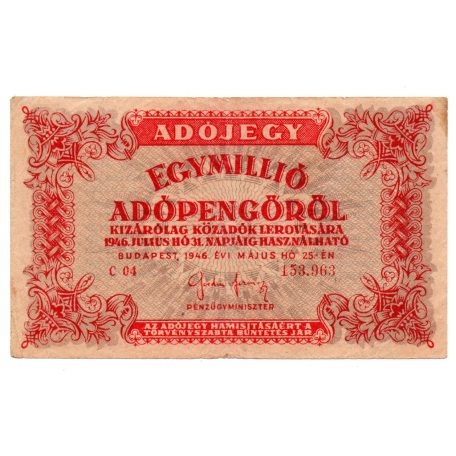 ADÓJEGY
EGYMILLIÓ
ADÓPENGŐRŐL
KIZÁRÓLAG KÖZADÓK LEROVÁSÁRA
1946. JULIUS HÓ 31. NAPJÁIG HASZNÁLHATÓ
BUDAPEST, 1946. ÉVI MÁJUS HÓ 25-ÉN
C 04 153,963
PÉNZÜGYMINISZTER
AZ ADÓJEGY HAMISÍTÁSÁÉRT A
TÖRVÉNYSZABTA BÜNTETÉS JÁR